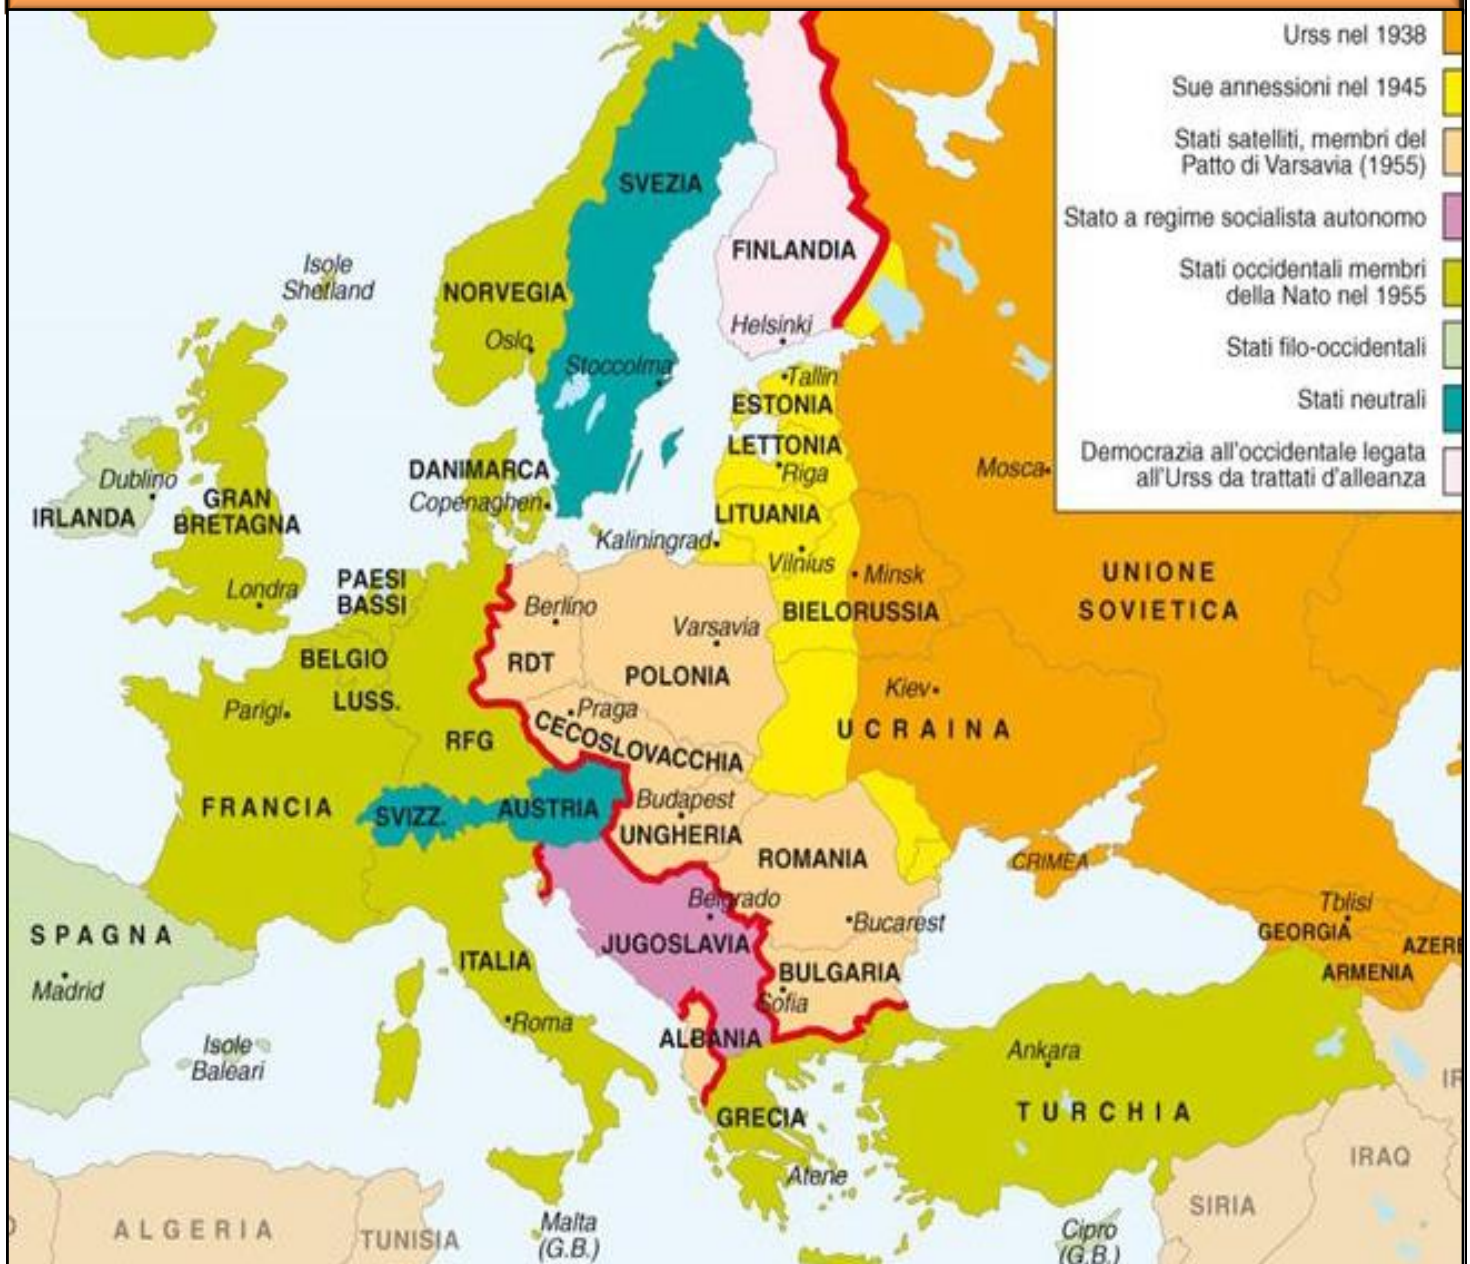 Urss nel 1938
Sue annessioni nel 1945
Stati satelliti, membri del
Patto di Varsavia (1955)
Stato a regime socialista autonomo
Stati occidentali membri
della Nato nel 1955
Stati filo-occidentali
Stati neutrali
Democrazia all'occidentale legata
all'Urss da trattati d'alleanza
SVEZIA
FINLANDIA
Isole
Shetland
NORVEGIA
Helsinki
Oslo
Stoccolma
Tallin
ESTONIA
LETTONIA
Riga
Mosca
DANIMARCA
Copenaghen
Dublino
IRLANDA
GRAN
BRETAGNA
LITUANIA
Kaliningrad
Vilnius
Minsk
BIELORUSSIA
UNIONE
SOVIETICA
Londra
PAESI
BASSI
Berlino
Varsavia
BELGIO
RDT
POLONIA
LUSS.
Parigi
Praga
CECOSLOVACCHIA
Kiev
UCRAINA
RFG
FRANCIA
SVIZZ.
AUSTRIA
Budapest
UNGHERIA
ROMANIA
CRIMEA
Belgrado
Bucarest
Tblisi
GEORGIA
AZERB
ARMENIA
SPAGNA
Madrid
ITALIA
JUGOSLAVIA
BULGARIA
Sofia
Roma
ALBANIA
Isole
Baleari
Ankara
IR
GRECIA
TURCHIA
Atene
IRAQ
SIRIA
ALGERIA
TUNISIA
Malta
(G.B.)
Cipro
(G.B.)